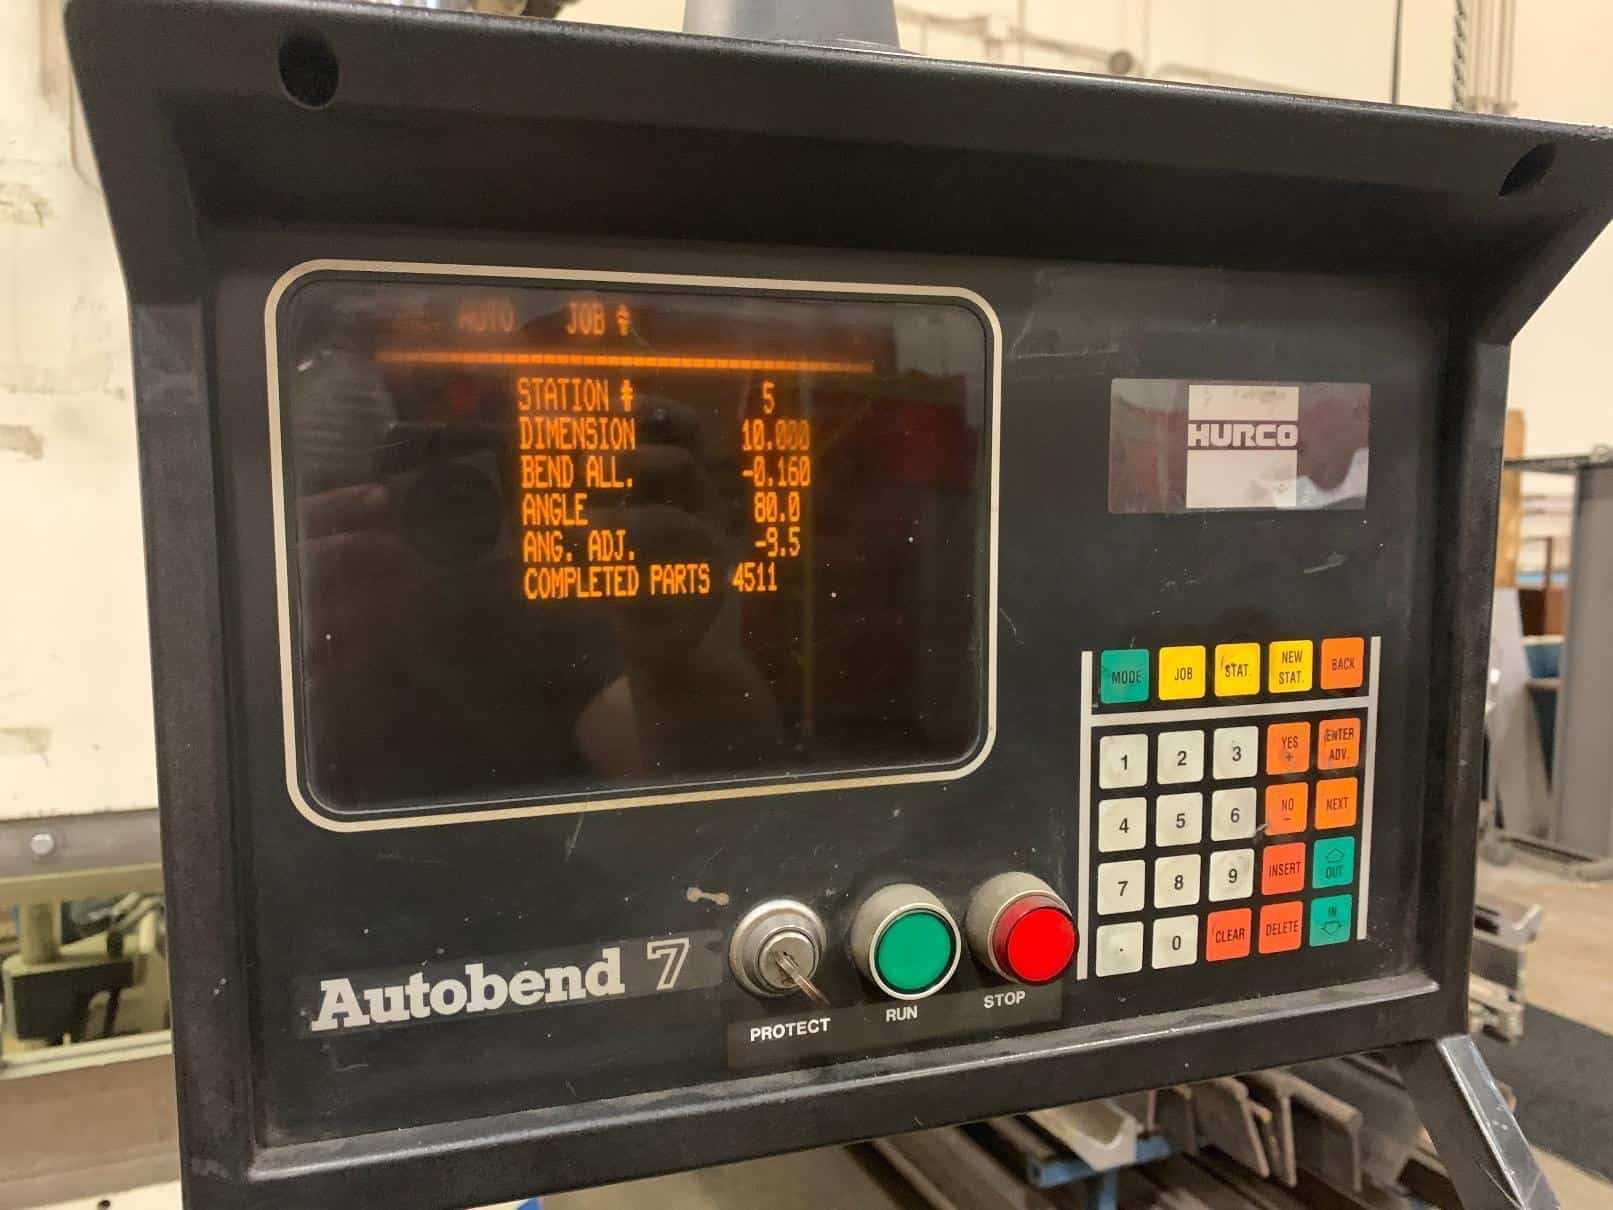 AUTO JOB #
STATION # 5
DIMENSION 10.000
BEND ALL. -0.160
ANGLE 80.0
ANG. ADJ. -9.5
COMPLETED PARTS 4511
HURCO
MODE JOB STAT. NEW STAT. BACK
1 2 3 YES + ENTER ADV.
4 5 6 NO - NEXT
7 8 9 INSERT OUT
. 0 CLEAR DELETE IN
Autobend 7
PROTECT RUN STOP